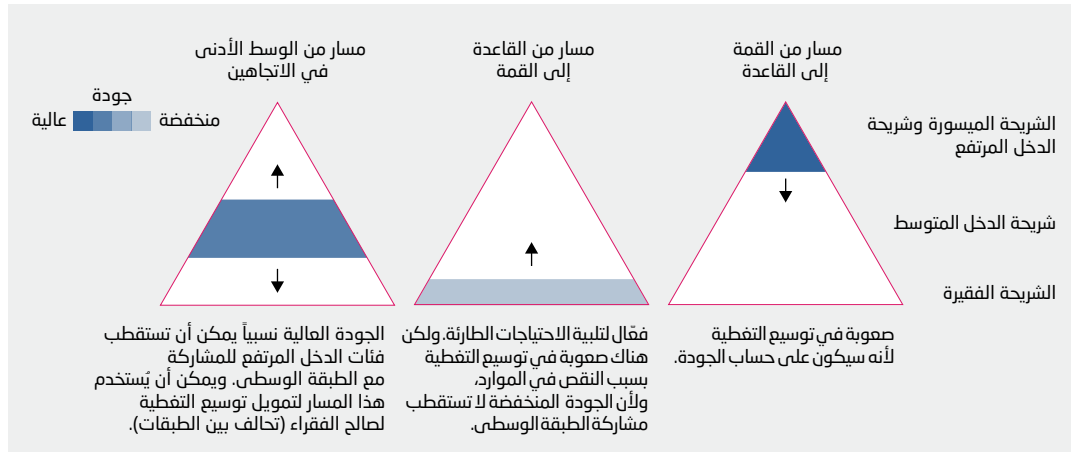 مسار من القمة
إلى القاعدة
مسار من القاعدة
إلى القمة
مسار من الوسط الأدنى
في الاتجاهين
جودة
منخفضة
عالية
الشريحة الميسورة وشريحة
الدخل المرتفع
شريحة الدخل المتوسط
الشريحة الفقيرة
صعوبة في توسيع التغطية
لأنه سيكون على حساب الجودة.
فعّال لتلبية الاحتياجات الطارئة. ولكن
هناك صعوبة في توسيع التغطية
بسبب النقص في الموارد،
ولأن الجودة المنخفضة لا تستقطب
مشاركة الطبقة الوسطى.
الجودة العالية نسبياً يمكن أن تستقطب
فئات الدخل المرتفع للمشاركة
مع الطبقة الوسطى. ويمكن أن يُستخدم
هذا المسار لتمويل توسيع التغطية
لصالح الفقراء (تحالف بين الطبقات).